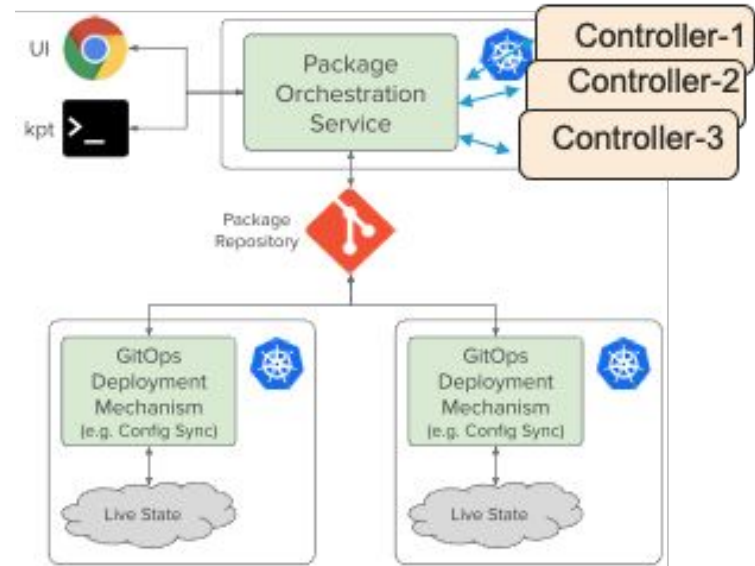 UI
kpt
>_
Package
Orchestration
Service
Controller-1
Controller-2
Controller-3
Package
Repository
GitOps
Deployment
Mechanism
(e.g. Config Sync)
Live State
GitOps
Deployment
Mechanism
(e.g. Config Sync)
Live State